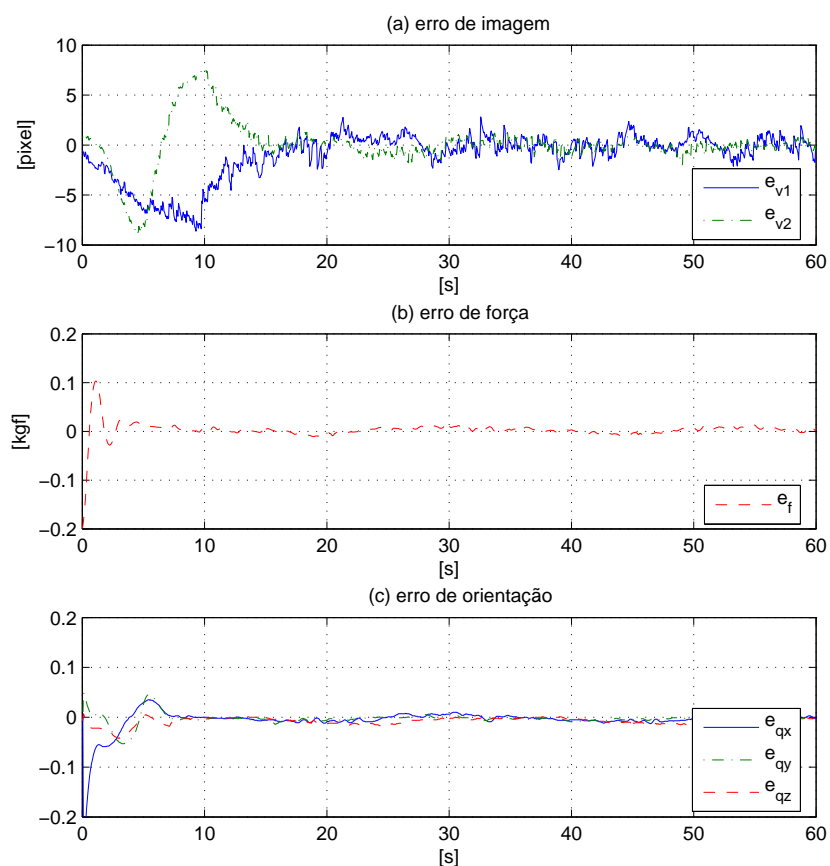 (a) erro de imagem
10
5
0
−5
−10
[pixel]
0 10 20 30 40 50 60
[s]
e_v1
e_v2
(b) erro de força
0.2
0.1
0
−0.1
−0.2
[kgf]
0 10 20 30 40 50 60
[s]
e_f
(c) erro de orientação
0.2
0.1
0
−0.1
−0.2
0 10 20 30 40 50 60
[s]
e_qx
e_qy
e_qz